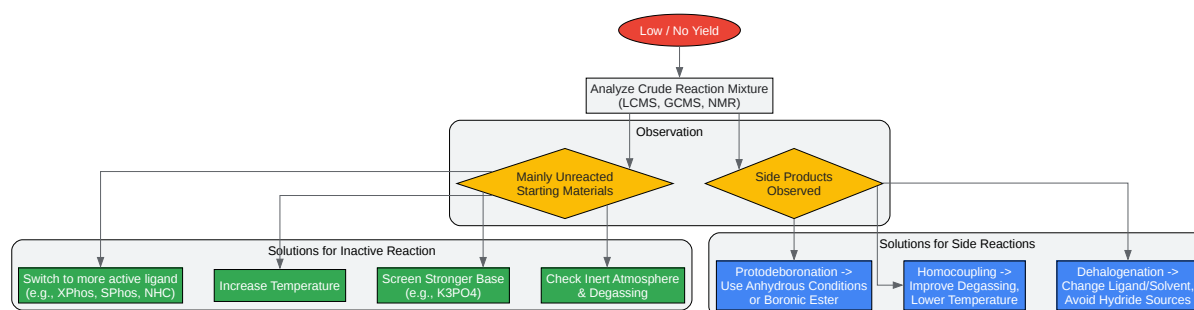 Low / No Yield
Analyze Crude Reaction Mixture
(LCMS, GCMS, NMR)
Observation
Mainly Unreacted
Starting Materials
Side Products
Observed
Solutions for Inactive Reaction
Switch to more active ligand
(e.g., XPhos, SPhos, NHC)
Increase Temperature
Screen Stronger Base
(e.g., K3PO4)
Check Inert Atmosphere
& Degassing
Solutions for Side Reactions
Protodeboronation ->
Use Anhydrous Conditions
or Boronic Ester
Homocoupling ->
Improve Degassing,
Lower Temperature
Dehalogenation ->
Change Ligand/Solvent,
Avoid Hydride Sources